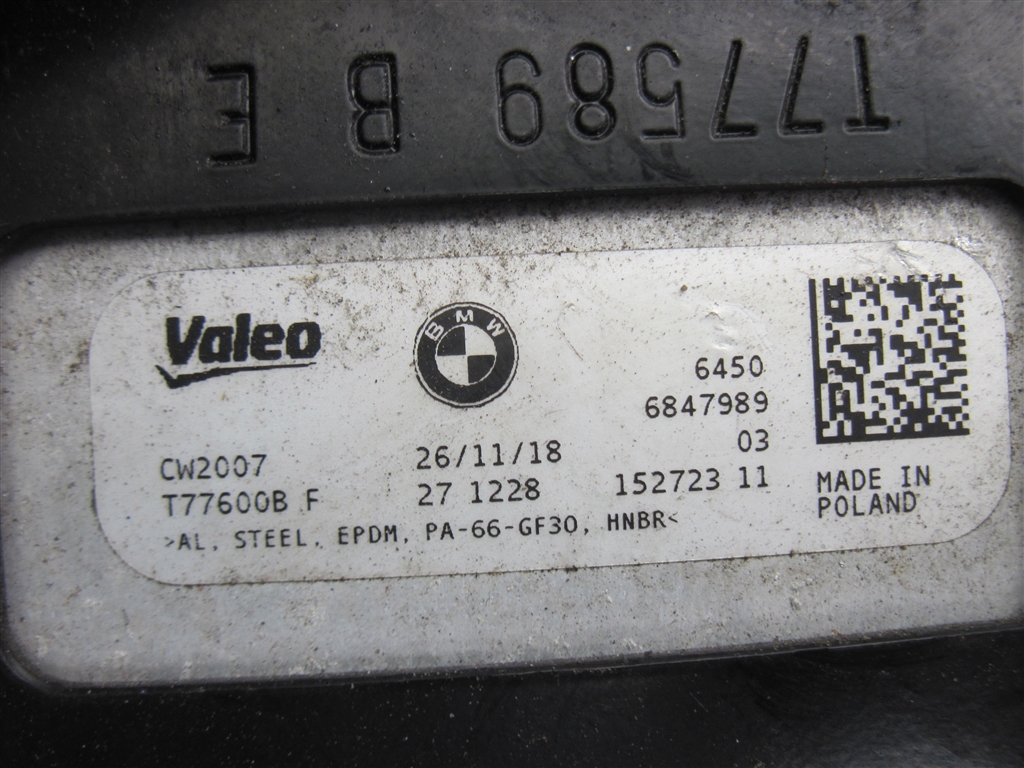 T77589 B E
Valeo
BMW
6450
6847989
03
CW2007
26/11/18
T77600B F
27 1228
152723 11
>AL, STEEL, EPDM, PA-66-GF30, HNBR<
MADE IN
POLAND